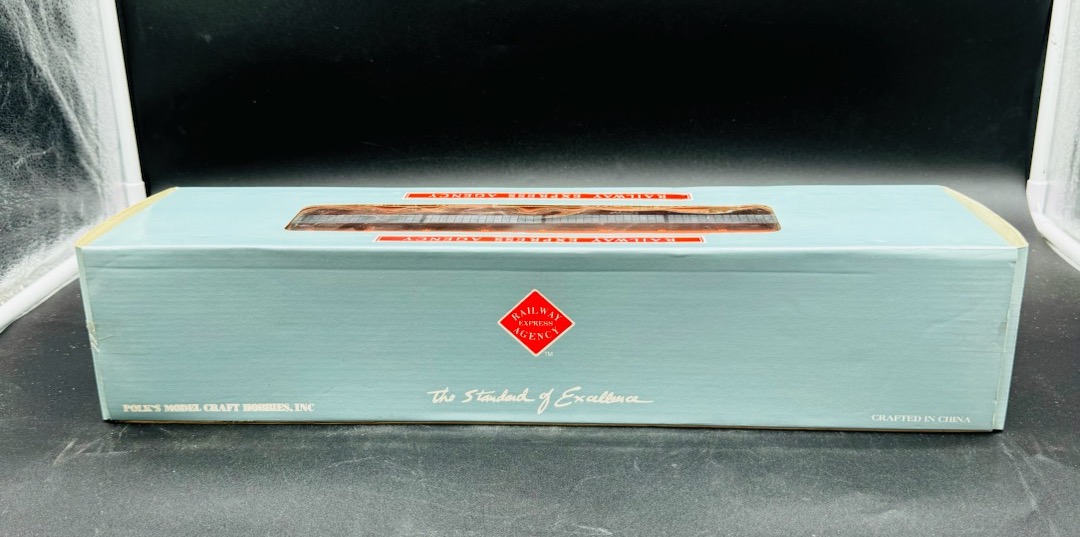 RAILWAY EXPRESS AGENCY
RAILWAY EXPRESS AGENCY
RAILWAY
EXPRESS
AGENCY
TM
The Standard of Excellence
POLK'S MODEL CRAFT HOBBIES, INC
CRAFTED IN CHINA